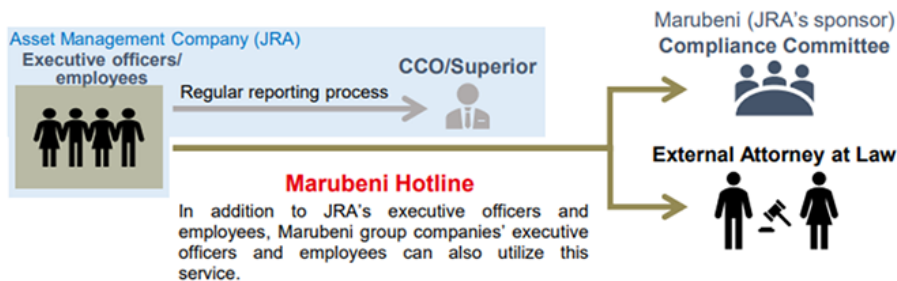 Asset Management Company (JRA)
Executive officers/
employees
Regular reporting process
CCO/Superior
Marubeni (JRA's sponsor)
Compliance Committee
External Attorney at Law
Marubeni Hotline
In addition to JRA's executive officers and
employees, Marubeni group companies' executive
officers and employees can also utilize this
service.